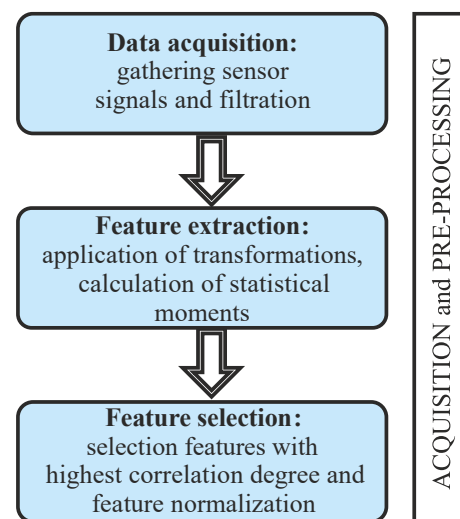 Data acquisition:
gathering sensor
signals and filtration
Feature extraction:
application of transformations,
calculation of statistical
moments
Feature selection:
selection features with
highest correlation degree and
feature normalization
ACQUISITION and PRE-PROCESSING